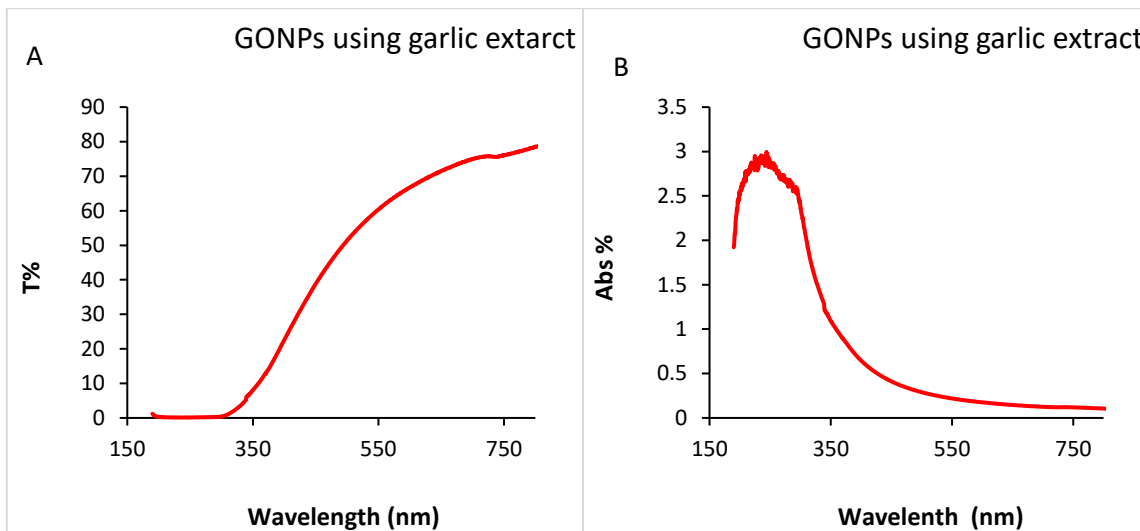 GONPs using garlic extarct
A
90
80
70
60
50
40
30
20
10
0
T%
150 350 550 750
Wavelength (nm)
GONPs using garlic extract
B
3.5
3
2.5
2
1.5
1
0.5
0
Abs %
150 350 550 750
Wavelenth (nm)